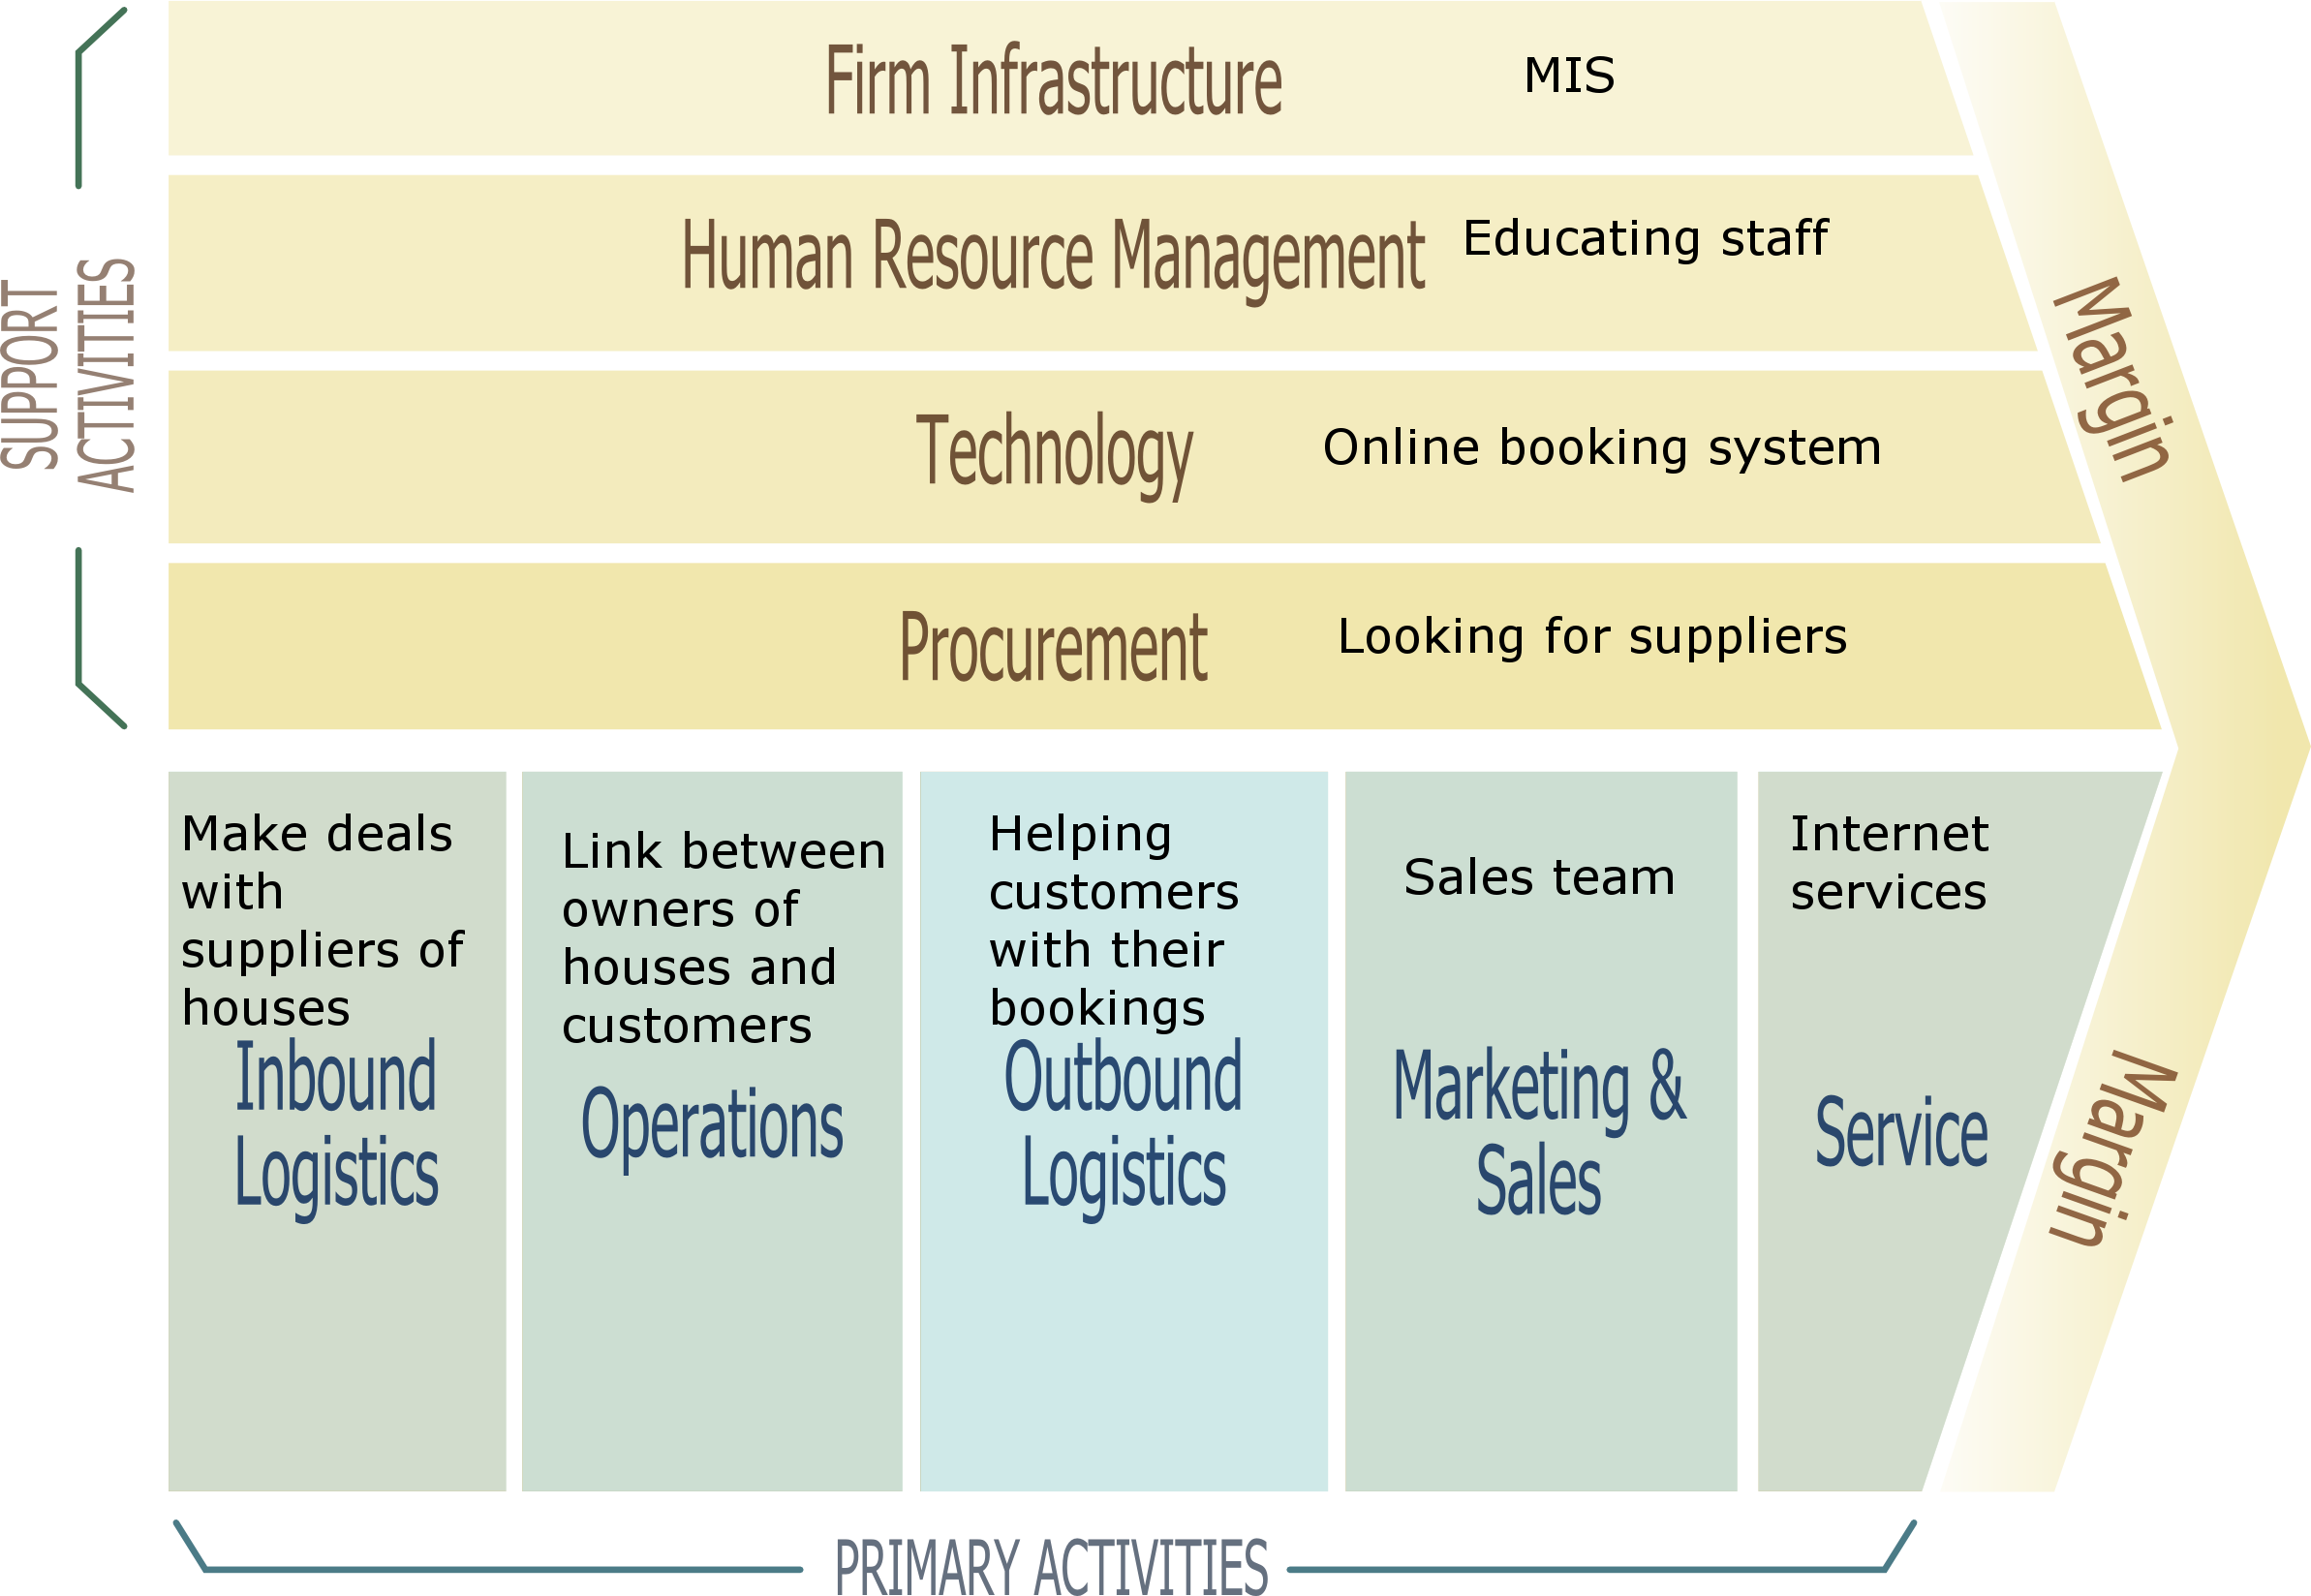 SUPPORT
ACTIVITIES
Firm Infrastructure
MIS
Human Resource Management
Educating staff
Technology
Online booking system
Procurement
Looking for suppliers
Margin
Make deals
with
suppliers of
houses
Inbound
Logistics
Link between
owners of
houses and
customers
Operations
Helping
customers
with their
bookings
Outbound
Logistics
Sales team
Marketing &
Sales
Internet
services
Service
Margin
PRIMARY ACTIVITIES